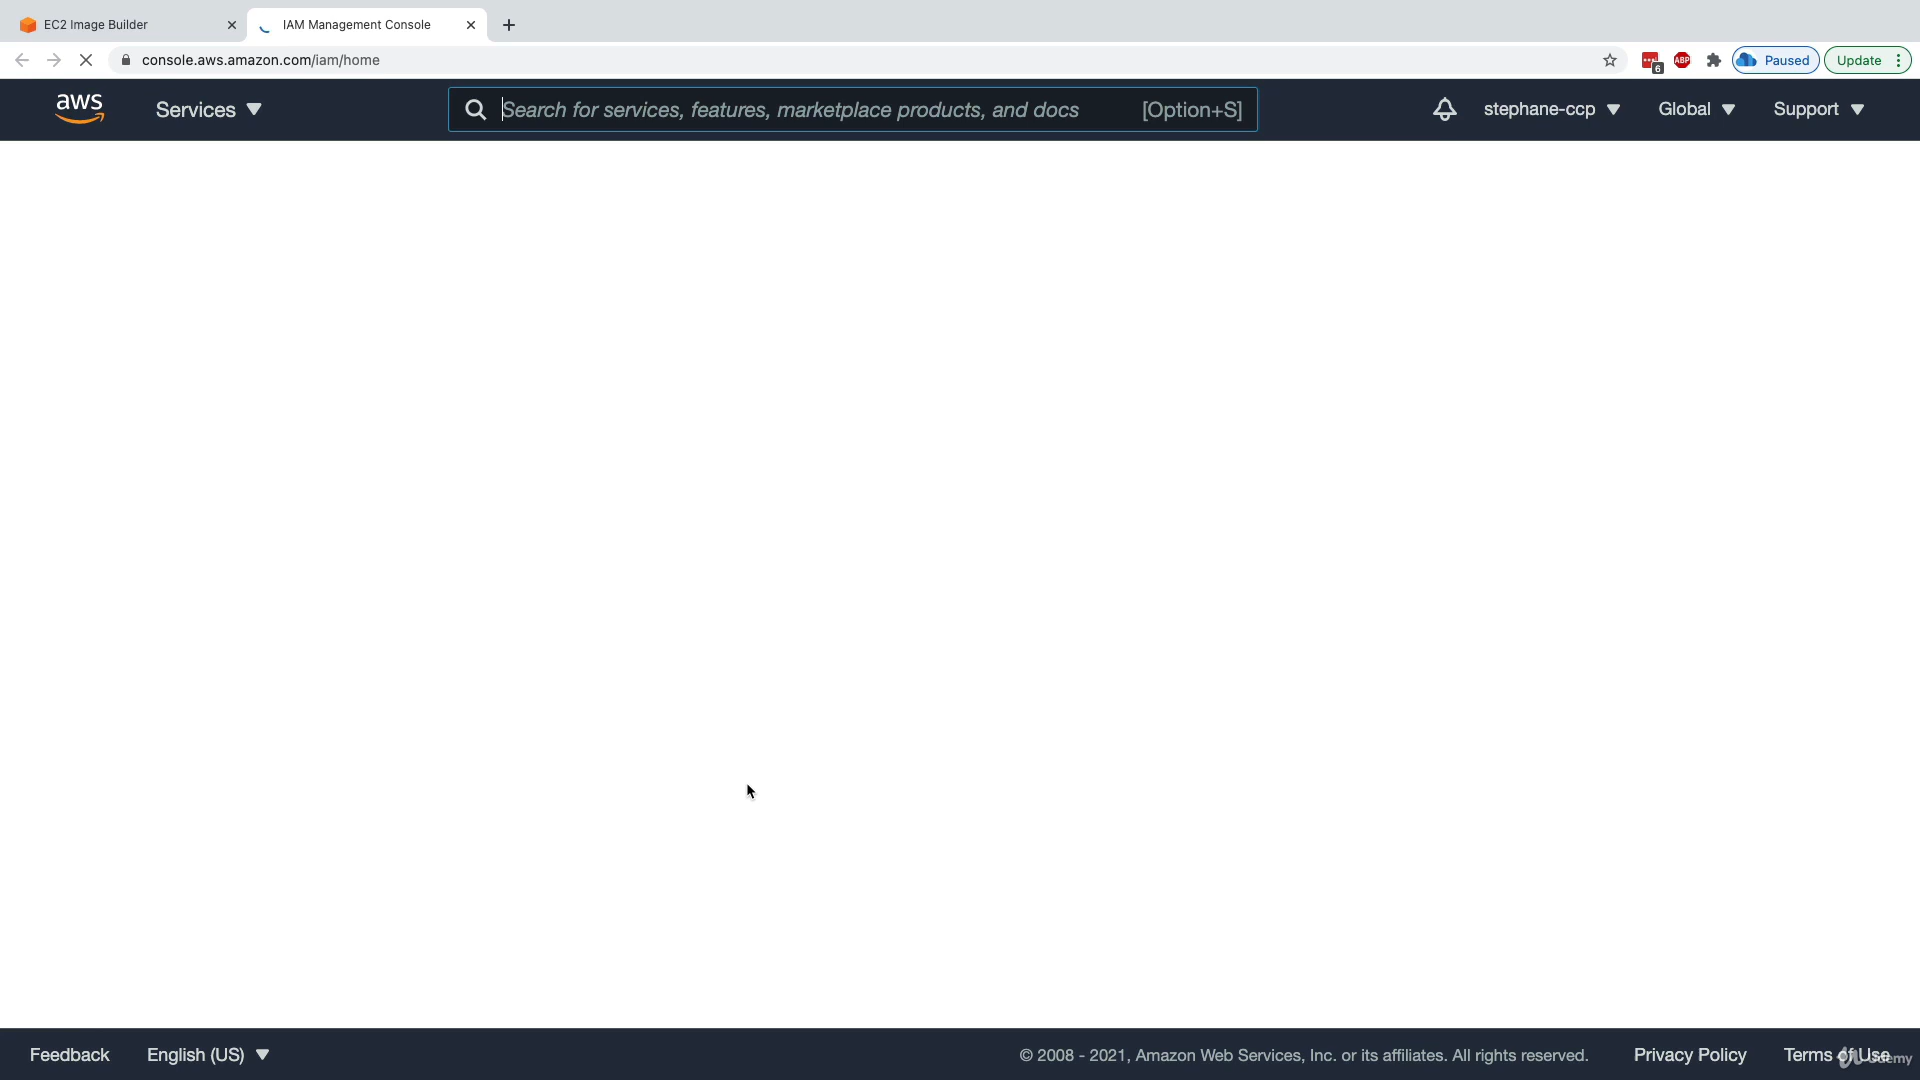 EC2 Image Builder
IAM Management Console
console.aws.amazon.com/iam/home
6
ABP
Paused
Update
aws
Services
Search for services, features, marketplace products, and docs
[Option+S]
stephane-ccp
Global
Support
Feedback
English (US)
© 2008 - 2021, Amazon Web Services, Inc. or its affiliates. All rights reserved.
Privacy Policy
Terms of Use